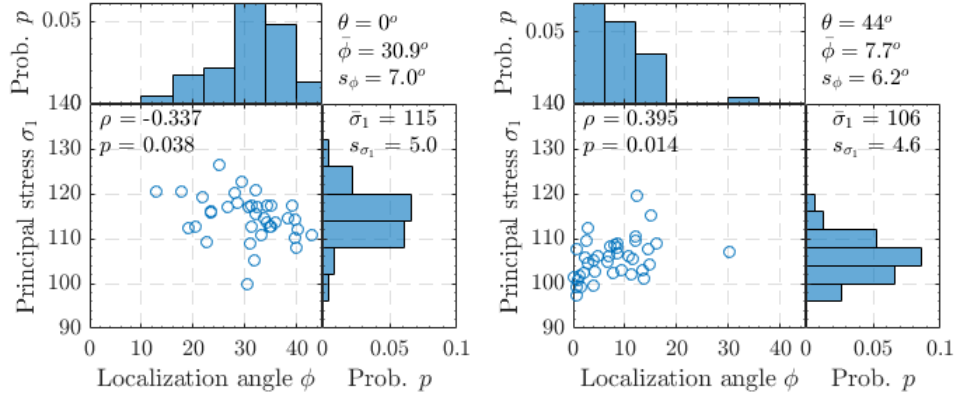 Prob. p
0.05
θ = 0°
ϕ̄ = 30.9°
s_ϕ = 7.0°
Principal stress σ₁
140
130
120
110
100
90
ρ = -0.337
p = 0.038
σ̄₁ = 115
s_σ₁ = 5.0
0 10 20 30 40
0 0.05 0.1
Localization angle ϕ
Prob. p
Prob. p
0.05
θ = 44°
ϕ̄ = 7.7°
s_ϕ = 6.2°
Principal stress σ₁
140
130
120
110
100
90
ρ = 0.395
p = 0.014
σ̄₁ = 106
s_σ₁ = 4.6
0 10 20 30 40
0 0.05 0.1
Localization angle ϕ
Prob. p